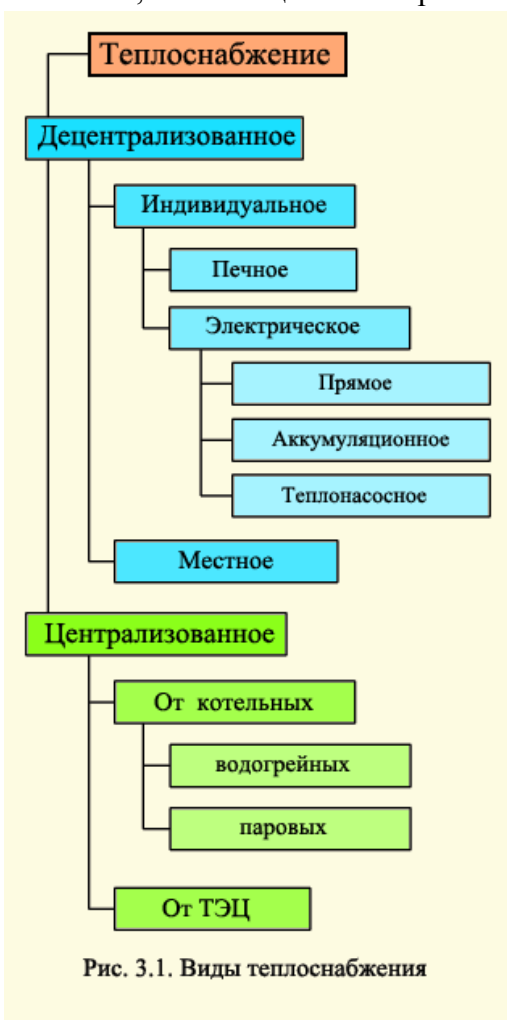 Теплоснабжение
Децентрализованное
Индивидуальное
Печное
Электрическое
Прямое
Аккумуляционное
Теплонасосное
Местное
Централизованное
От котельных
водогрейных
паровых
От ТЭЦ
Рис. 3.1. Виды теплоснабжения